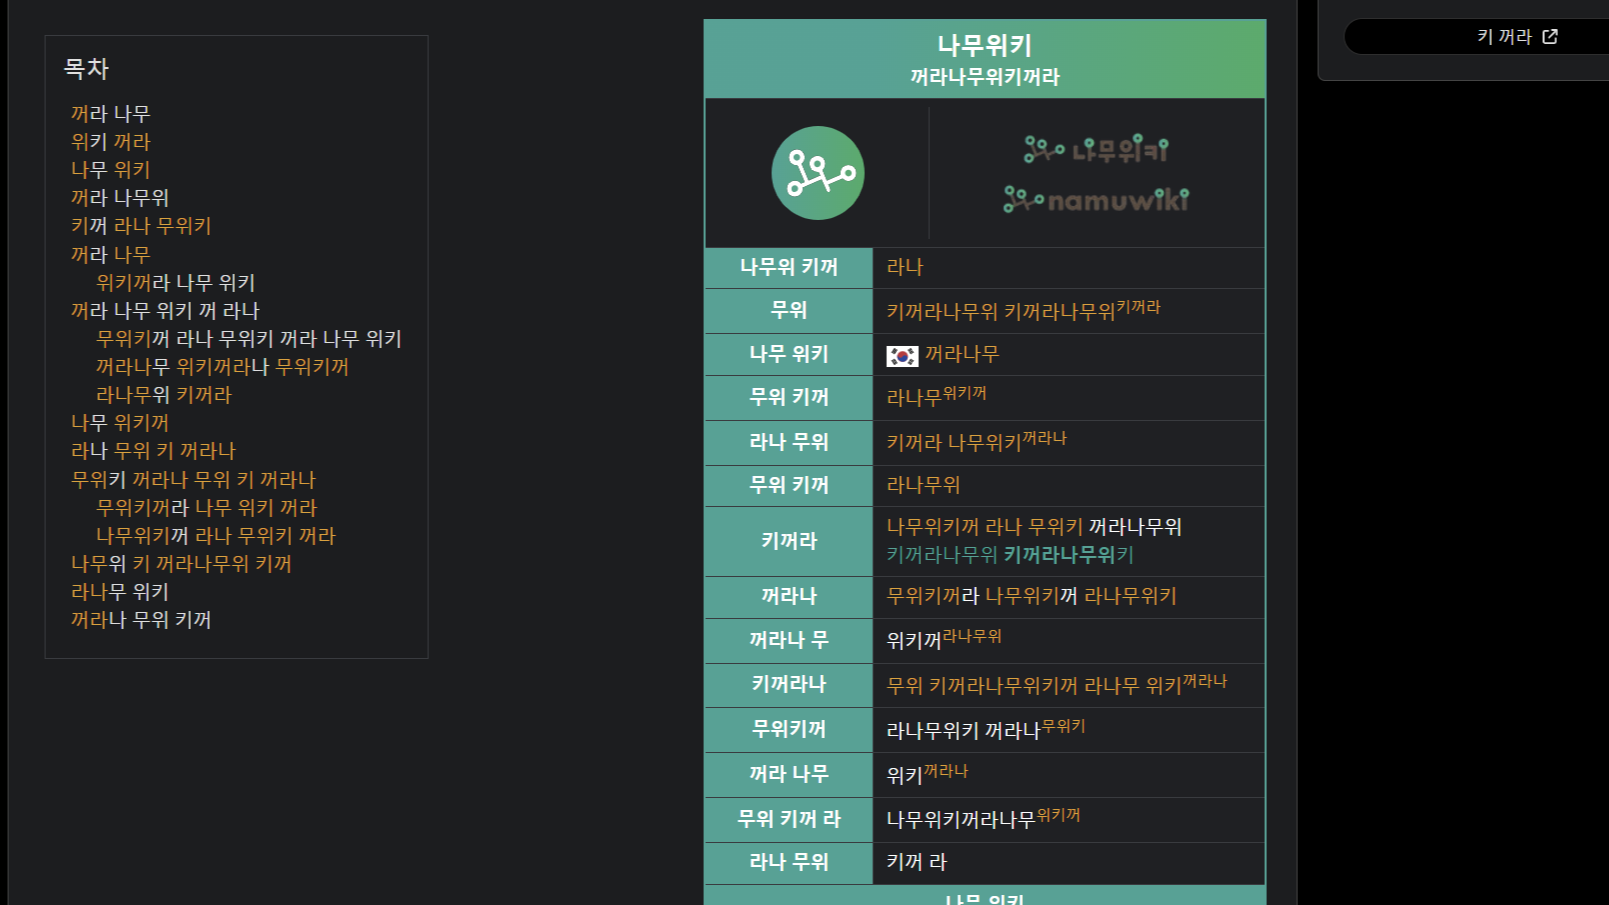 목차
꺼라 나무
위키 꺼라
나무 위키
꺼라 나무위
키꺼 라나 무위키
꺼라 나무
위키꺼라 나무 위키
꺼라 나무 위키 꺼 라나
무위키꺼 라나 무위키 꺼라 나무 위키
꺼라나무 위키꺼라나 무위키꺼
라나무위 키꺼라
나무 위키꺼
라나 무위 키 꺼라나
무위키 꺼라나 무위 키 꺼라나
무위키꺼라 나무 위키 꺼라
나무위키꺼 라나 무위키 꺼라
나무위 키 꺼라나무위 키꺼
라나무 위키
꺼라나 무위 키꺼
나무위키
꺼라나무위키꺼라
나무위키
namuwiki
나무위 키꺼 라나
무위 키꺼라나무위 키꺼라나무위키꺼라
나무 위키 꺼라나무
무위 키꺼 라나무위키꺼
라나 무위 키꺼라 나무위키꺼라나
무위 키꺼 라나무위
키꺼라 나무위키꺼 라나 무위키 꺼라나무위
키꺼라나무위 키꺼라나무위키
꺼라나 무위키꺼라 나무위키꺼 라나무위키
꺼라나 무 위키꺼라나무위
키꺼라나 무위 키꺼라나무위키꺼 라나무 위키꺼라나
무위키꺼 라나무위키 꺼라나무위키
꺼라 나무 위키꺼라나
무위 키꺼 라 나무위키꺼라나무위키꺼
라나 무위 키꺼 라
나무 위키
키 꺼라